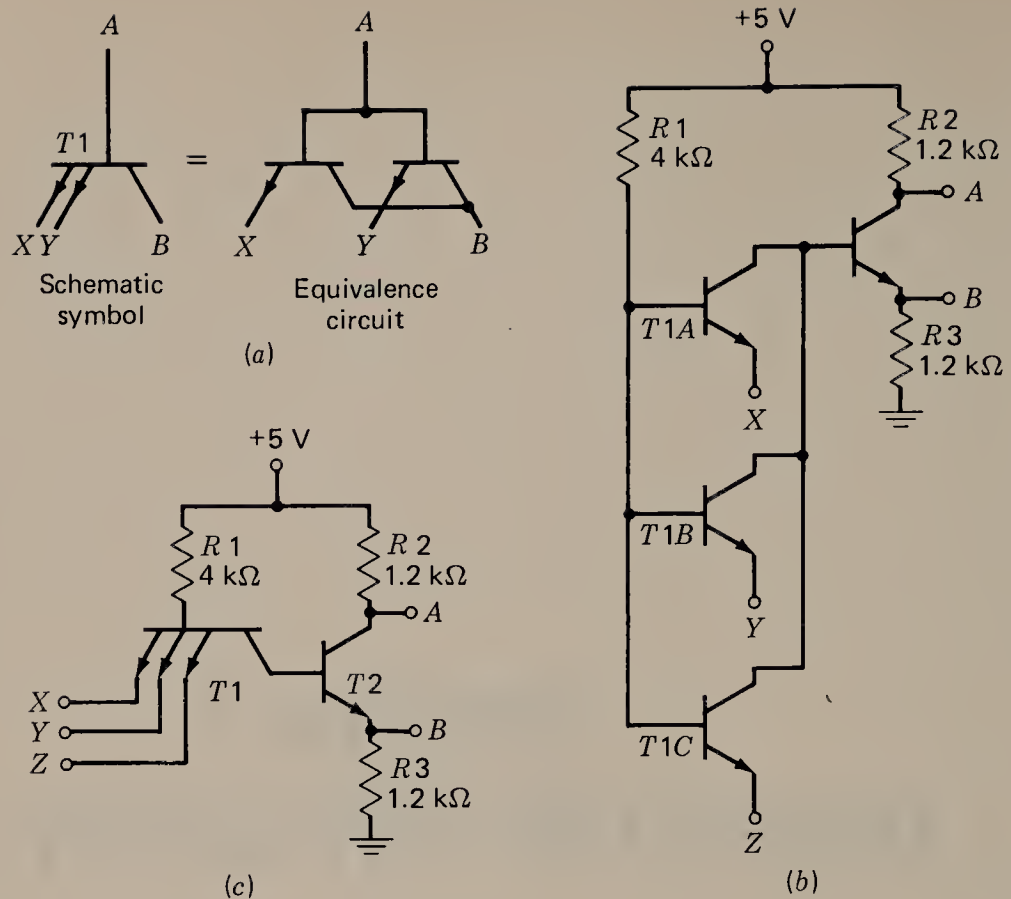 A
T1
X Y
B
Schematic
symbol
=
A
X
Y
B
Equivalence
circuit
(a)
+5 V
R1
4 kΩ
R2
1.2 kΩ
A
B
R3
1.2 kΩ
T1A
X
T1B
Y
T1C
Z
(b)
+5 V
R1
4 kΩ
R2
1.2 kΩ
A
T1
T2
X
Y
Z
B
R3
1.2 kΩ
(c)